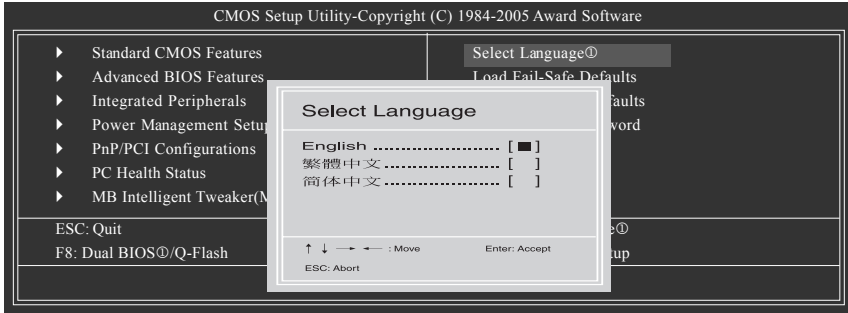 CMOS Setup Utility-Copyright (C) 1984-2005 Award Software
Standard CMOS Features
Select Language①
Advanced BIOS Features
Load Fail-Safe Defaults
Integrated Peripherals
faults
Power Management Setup
word
PnP/PCI Configurations
PC Health Status
MB Intelligent Tweaker(M
Select Language
English ........................ [■]
繁體中文 ...................... [ ]
简体中文 ...................... [ ]
↑ ↓ → ← : Move Enter: Accept
ESC: Abort
ESC: Quit
e①
F8: Dual BIOS①/Q-Flash
tup